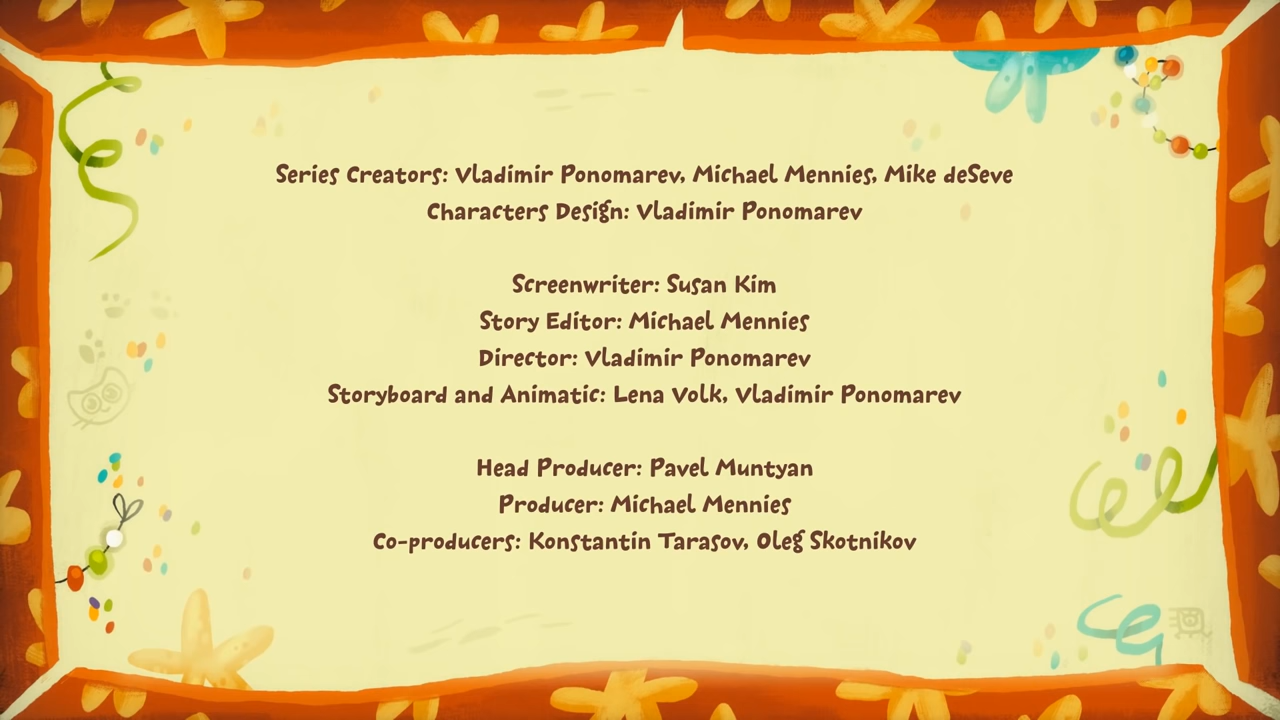 Series Creators: Vladimir Ponomarev, Michael Mennies, Mike deSeve
Characters Design: Vladimir Ponomarev
Screenwriter: Susan Kim
Story Editor: Michael Mennies
Director: Vladimir Ponomarev
Storyboard and Animatic: Lena Volk, Vladimir Ponomarev
Head Producer: Pavel Muntyan
Producer: Michael Mennies
Co-producers: Konstantin Tarasov, Oleg Skotnikov